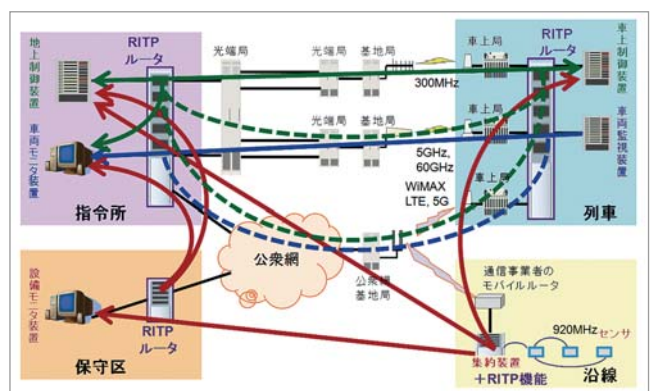 RITP
ルータ
地上制御装置
車両モニタ装置
指令所
光端局
光端局
基地局
300MHz
車上局
RITP
ルータ
車上制御装置
光端局
基地局
5GHz,
60GHz
車上局
車両監視装置
WiMAX
LTE, 5G
車上局
列車
公衆網
公衆網
基地局
設備モニタ装置
RITP
ルータ
保守区
通信事業者の
モバイルルータ
920MHz
センサ
集約装置
+RITP機能
沿線